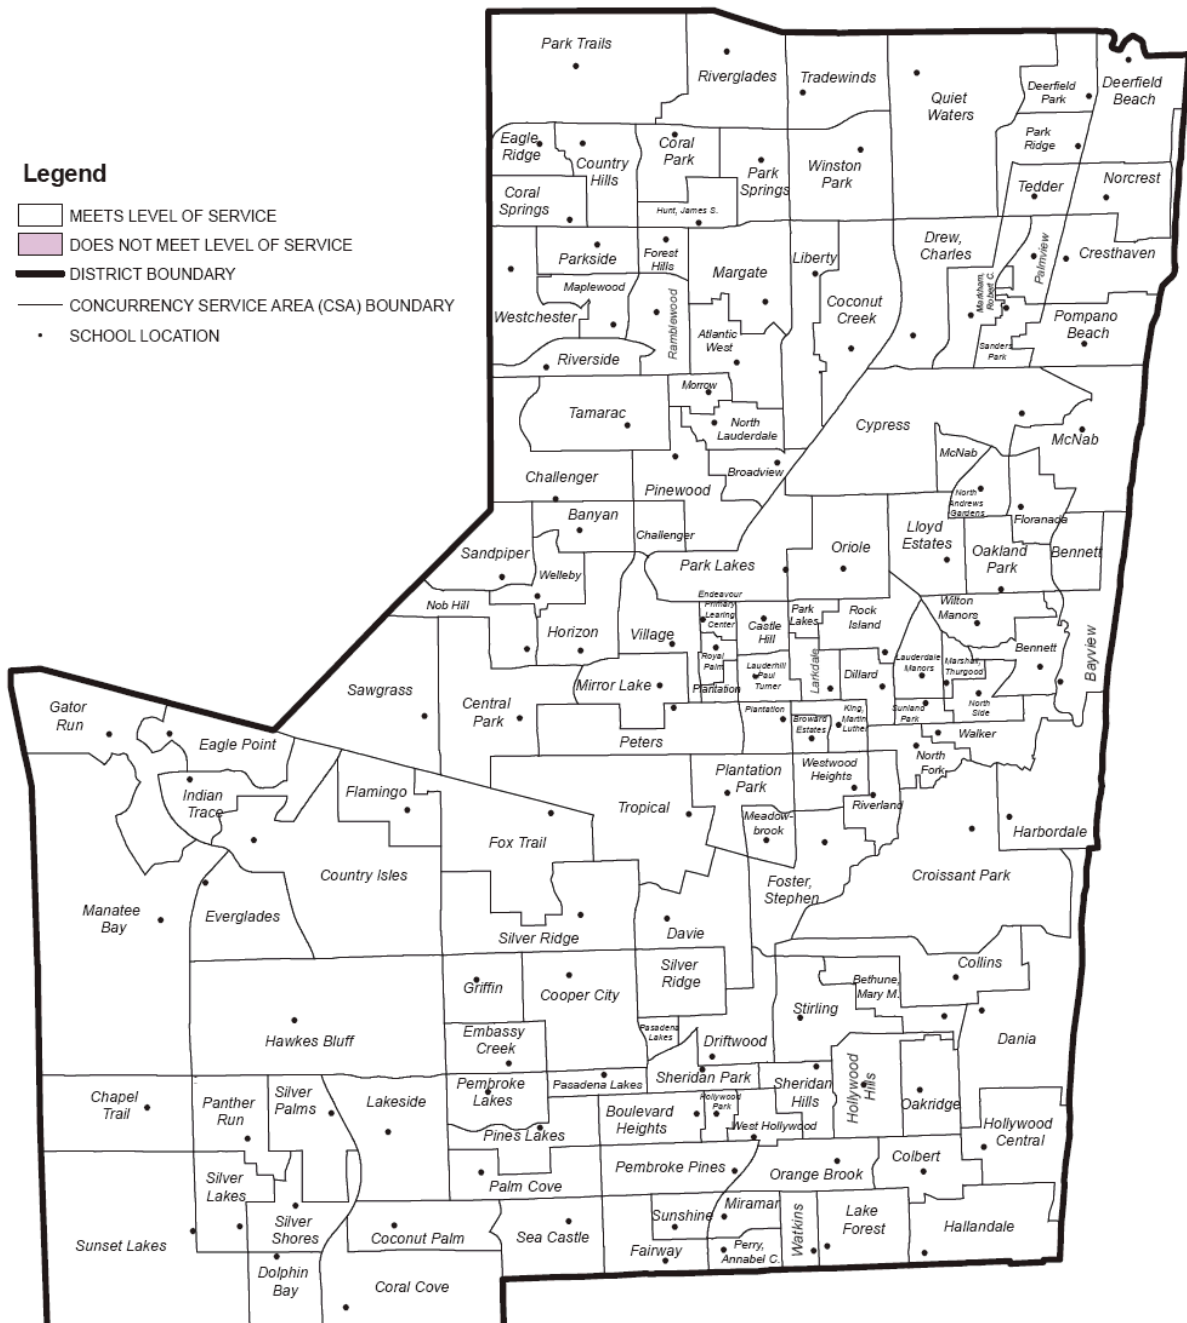 Legend
MEETS LEVEL OF SERVICE
DOES NOT MEET LEVEL OF SERVICE
DISTRICT BOUNDARY
CONCURRENCY SERVICE AREA (CSA) BOUNDARY
SCHOOL LOCATION
Park Trails
Riverglades
Tradewinds
Quiet
Waters
Deerfield
Park
Deerfield
Beach
Eagle
Ridge
Country
Hills
Coral
Park
Park
Springs
Winston
Park
Park
Ridge
Tedder
Norcrest
Coral
Springs
Hunt, James S.
Parkside
Forest
Hills
Margate
Liberty
Drew,
Charles
Palmview
Cresthaven
Maplewood
Westchester
Ramblewood
Atlantic
West
Coconut
Creek
Markham,
Robert C.
Sanders
Park
Pompano
Beach
Riverside
Morrow
Tamarac
North
Lauderdale
Cypress
McNab
McNab
Challenger
Pinewood
Broadview
North
Andrews
Gardens
Floranada
Banyan
Challenger
Lloyd
Estates
Oakland
Park
Bennett
Sandpiper
Welleby
Park Lakes
Oriole
Nob Hill
Horizon
Village
Endeavour
Primary
Learing
Center
Castle
Hill
Park
Lakes
Rock
Island
Wilton
Manors
Bennett
Bayview
Sawgrass
Central
Park
Mirror Lake
Royal
Palm
Plantation
Lauderhill
Paul
Turner
Larkdale
Dillard
Lauderdale
Manors
Marshall,
Thurgood
North
Side
Peters
Plantation
Broward
Estates
King,
Martin
Luther
Sunland
Park
Walker
North
Fork
Gator
Run
Eagle Point
Indian
Trace
Flamingo
Fox Trail
Tropical
Plantation
Park
Westwood
Heights
Riverland
Meadow-
brook
Harbordale
Country Isles
Foster,
Stephen
Croissant Park
Manatee
Bay
Everglades
Silver Ridge
Davie
Silver
Ridge
Collins
Griffin
Cooper City
Bethune,
Mary M.
Stirling
Hawkes Bluff
Embassy
Creek
Pasadena
Lakes
Driftwood
Dania
Chapel
Trail
Panther
Run
Silver
Palms
Lakeside
Pembroke
Lakes
Pasadena Lakes
Sheridan Park
Sheridan
Hills
Hollywood
Hills
Oakridge
Pines Lakes
Boulevard
Heights
Hollywood
Park
West Hollywood
Hollywood
Central
Silver
Lakes
Palm Cove
Pembroke Pines
Orange Brook
Colbert
Sunset Lakes
Silver
Shores
Coconut Palm
Sea Castle
Sunshine
Miramar
Watkins
Lake
Forest
Hallandale
Fairway
Perry,
Annabel C.
Dolphin
Bay
Coral Cove